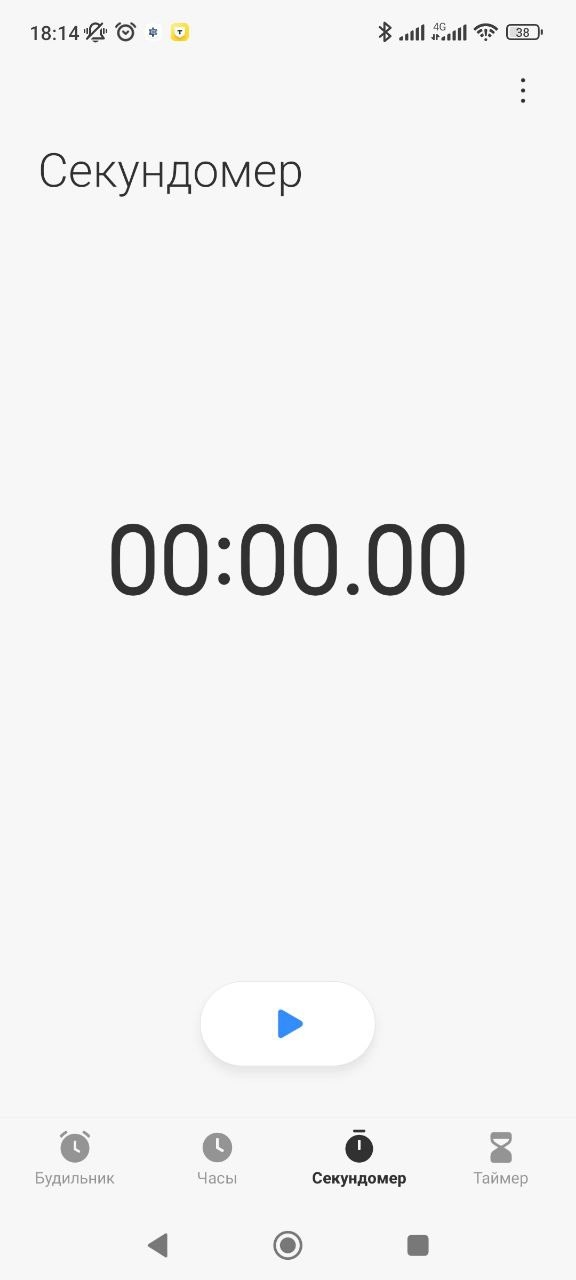 18:14 4G 38
Секундомер
00:00.00
Будильник Часы Секундомер Таймер